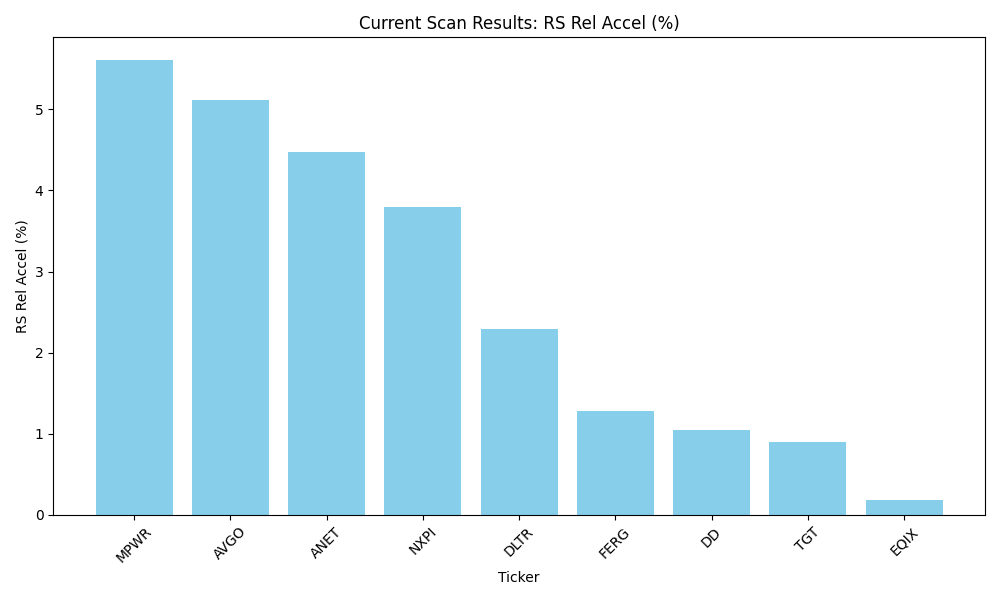 Current Scan Results: RS Rel Accel (%)
RS Rel Accel (%)
5
4
3
2
1
0
MPWR
AVGO
ANET
NXPI
DLTR
FERG
DD
TGT
EQIX
Ticker